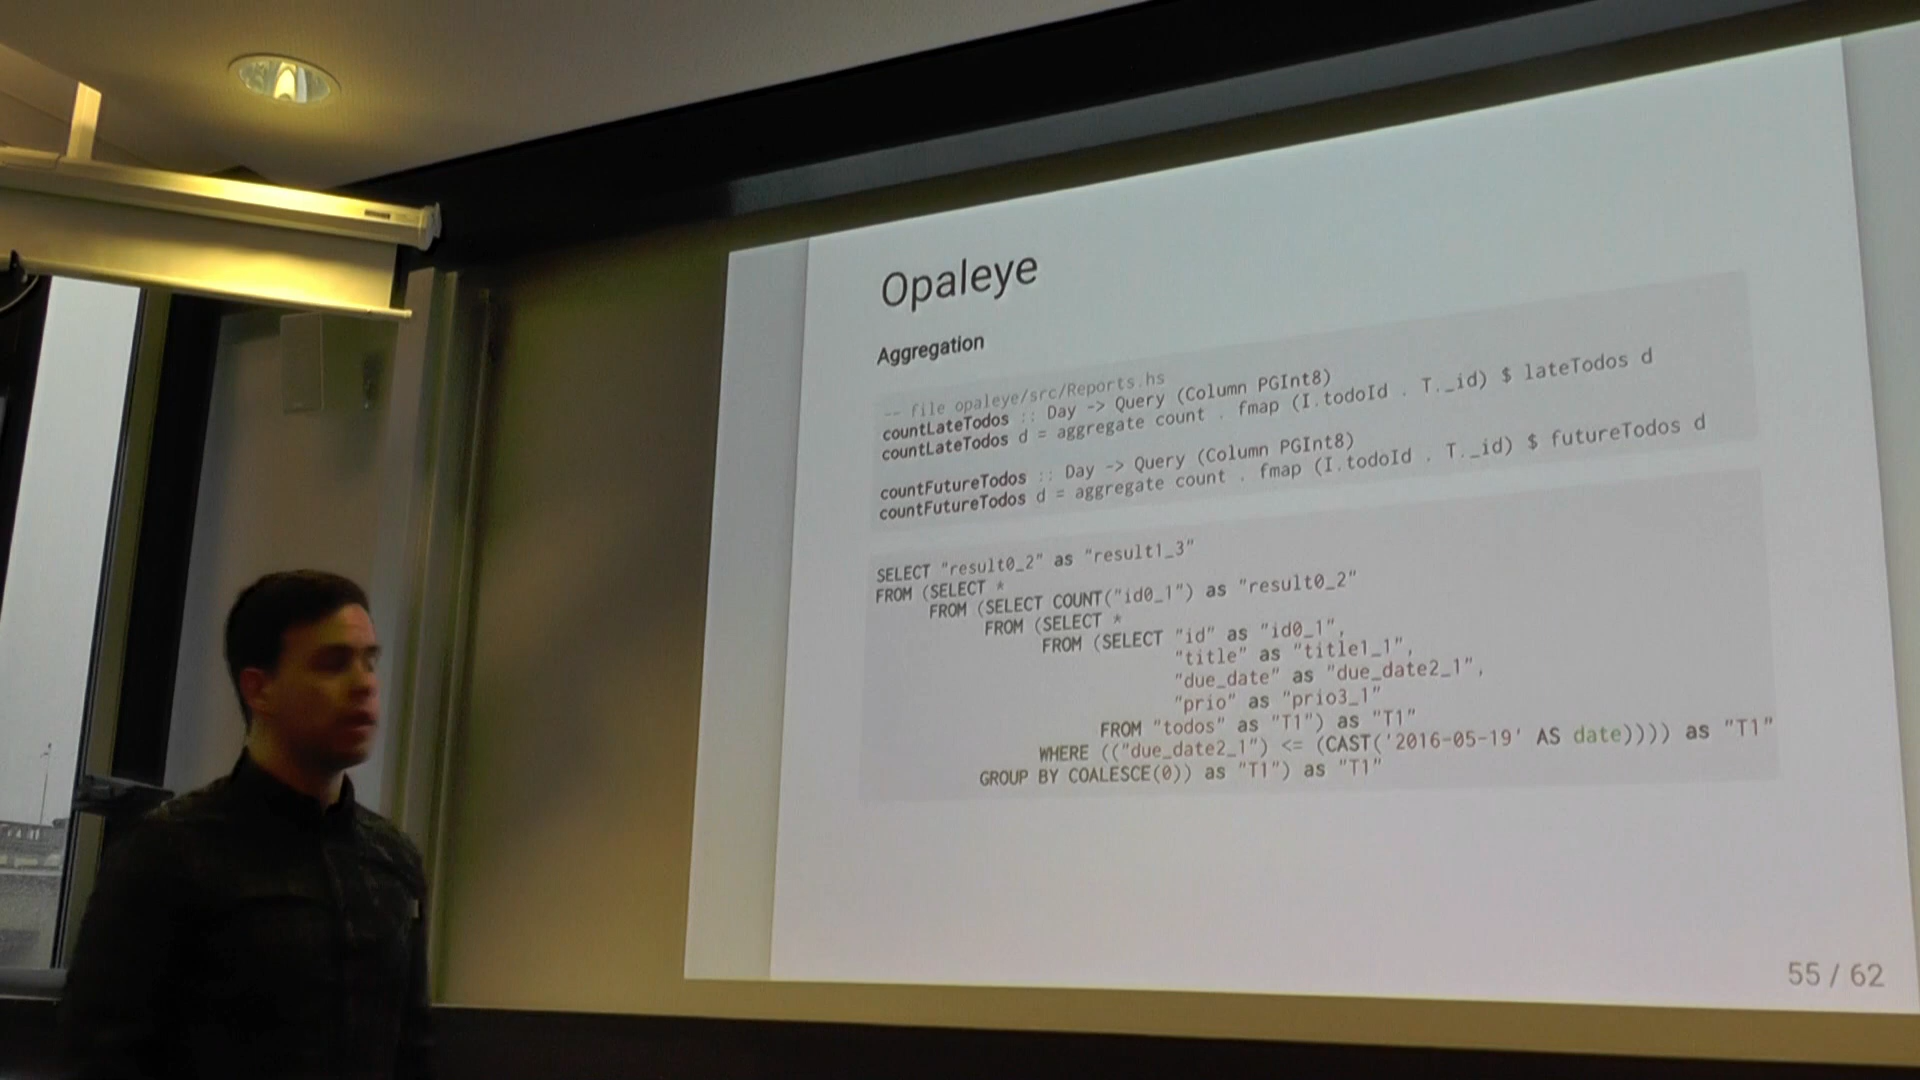 Opaleye
Aggregation
-- file opaleye/src/Reports.hs
countLateTodos :: Day -> Query (Column PGInt8)
countLateTodos d = aggregate count . fmap (I.todoId . T._id) $ lateTodos d
countFutureTodos :: Day -> Query (Column PGInt8)
countFutureTodos d = aggregate count . fmap (I.todoId . T._id) $ futureTodos d
SELECT "result0_2" as "result1_3"
FROM (SELECT *
FROM (SELECT COUNT("id0_1") as "result0_2"
FROM (SELECT *
FROM (SELECT "id" as "id0_1",
"title" as "title1_1",
"due_date" as "due_date2_1",
"prio" as "prio3_1"
FROM "todos" as "T1") as "T1"
WHERE (("due_date2_1") <= (CAST('2016-05-19' AS date)))) as "T1"
GROUP BY COALESCE(0)) as "T1") as "T1"
55 / 62